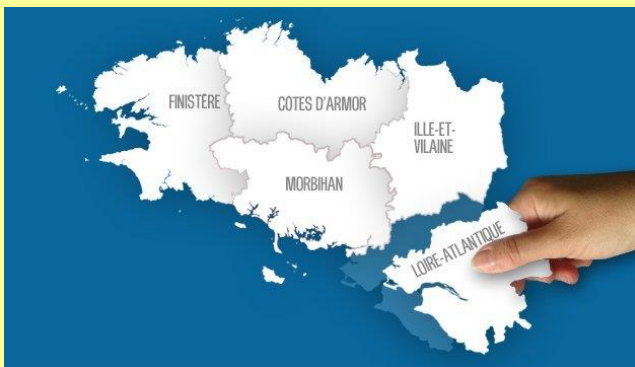 FINISTÈRE
COTES D'ARMOR
ILLE-ET-
VILAINE
MORBIHAN
LOIRE-ATLANTIQUE